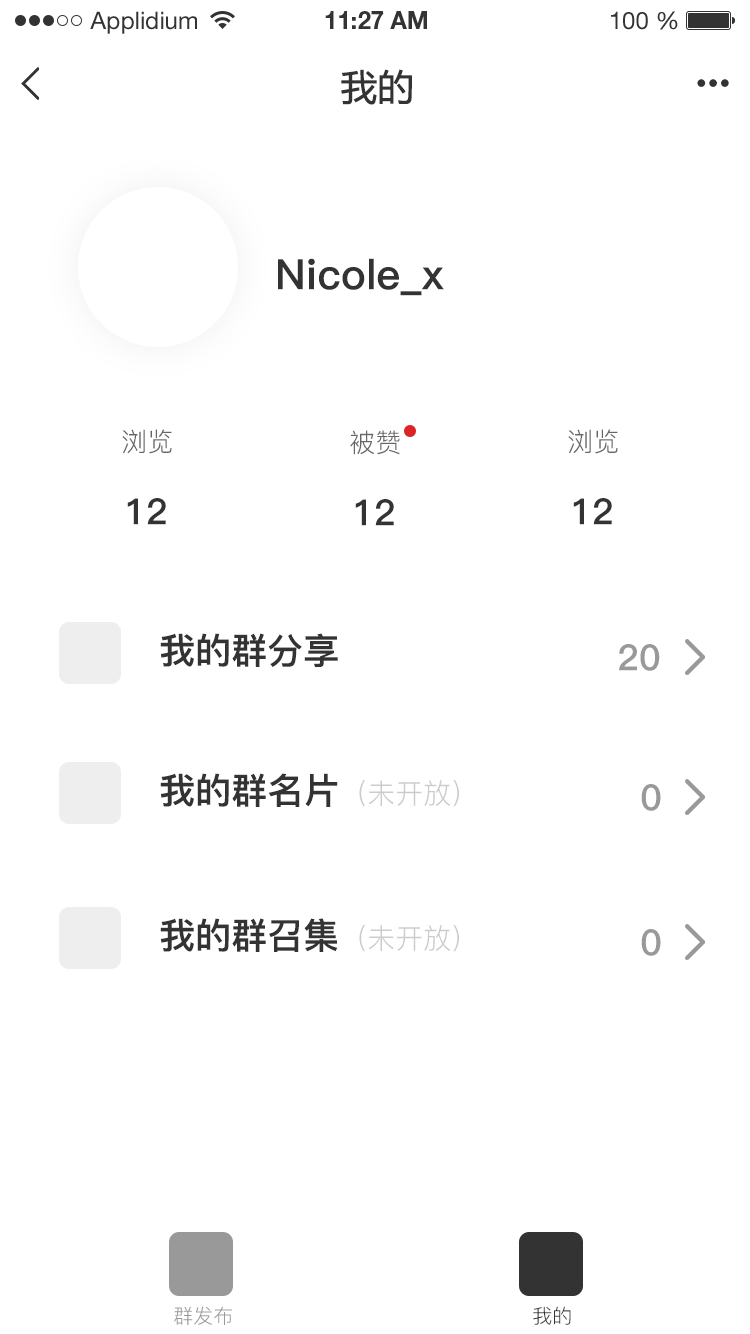 Applidium 11:27 AM 100 %
我的
Nicole_x
浏览 被赞 浏览
12 12 12
我的群分享 20
我的群名片（未开放） 0
我的群召集（未开放） 0
群发布 我的